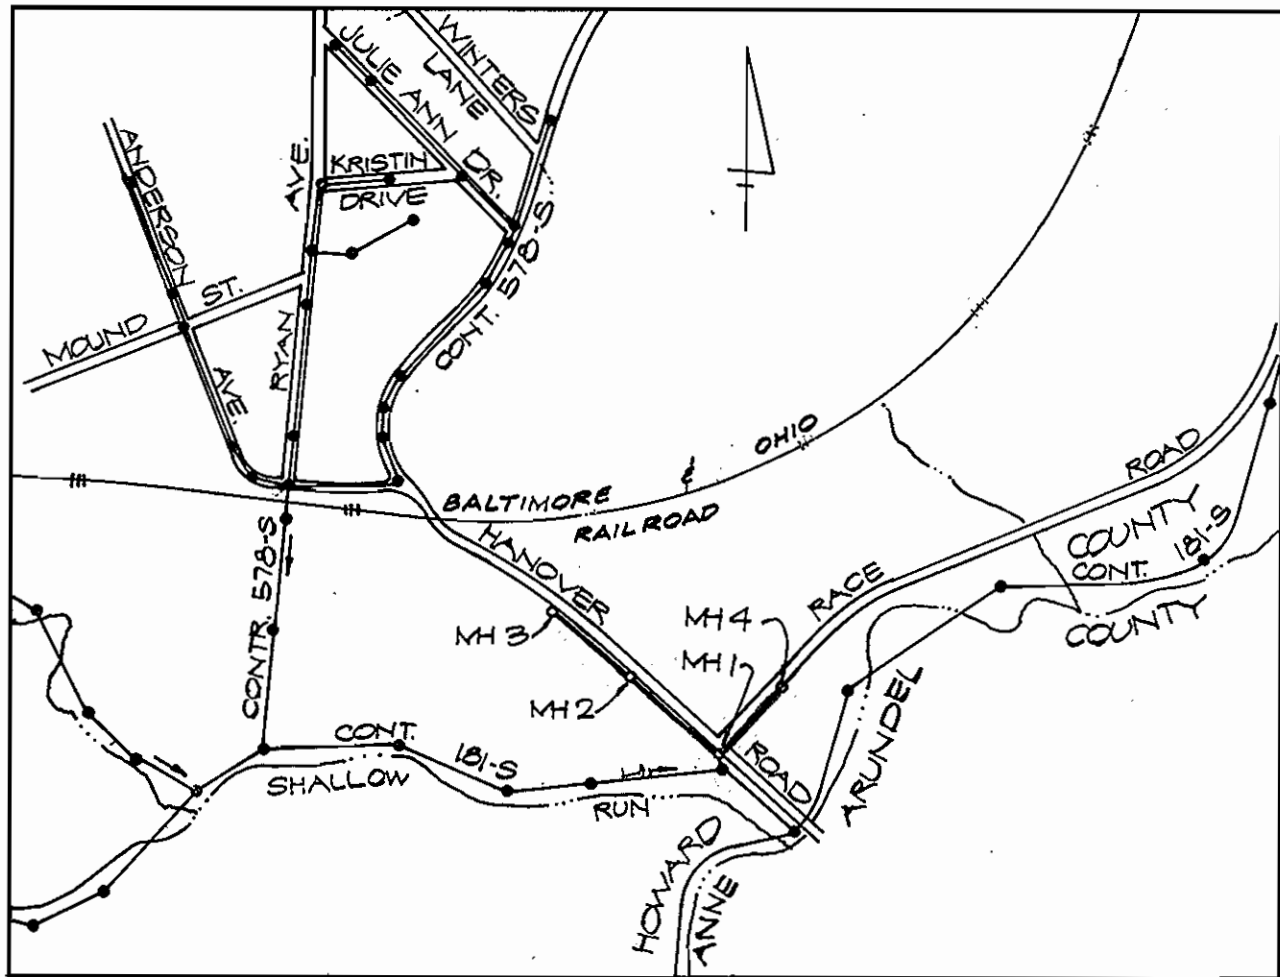 WINTERS
LANE
JULIE ANN DR.
ANDERSON
AVE.
AVE.
KRISTIN
DRIVE
MOUND ST.
RYAN
CONT. 578-S
OHIO
BALTIMORE
RAILROAD
ROAD
COUNTY
CONT. 181-S
COUNTY
HANOVER
RACE
CONTR. 578-S
MH 3
MH 4
MH 1
MH 2
CONT. 181-S
SHALLOW
RUN
ROAD
ARUNDEL
HOWARD
ANNE